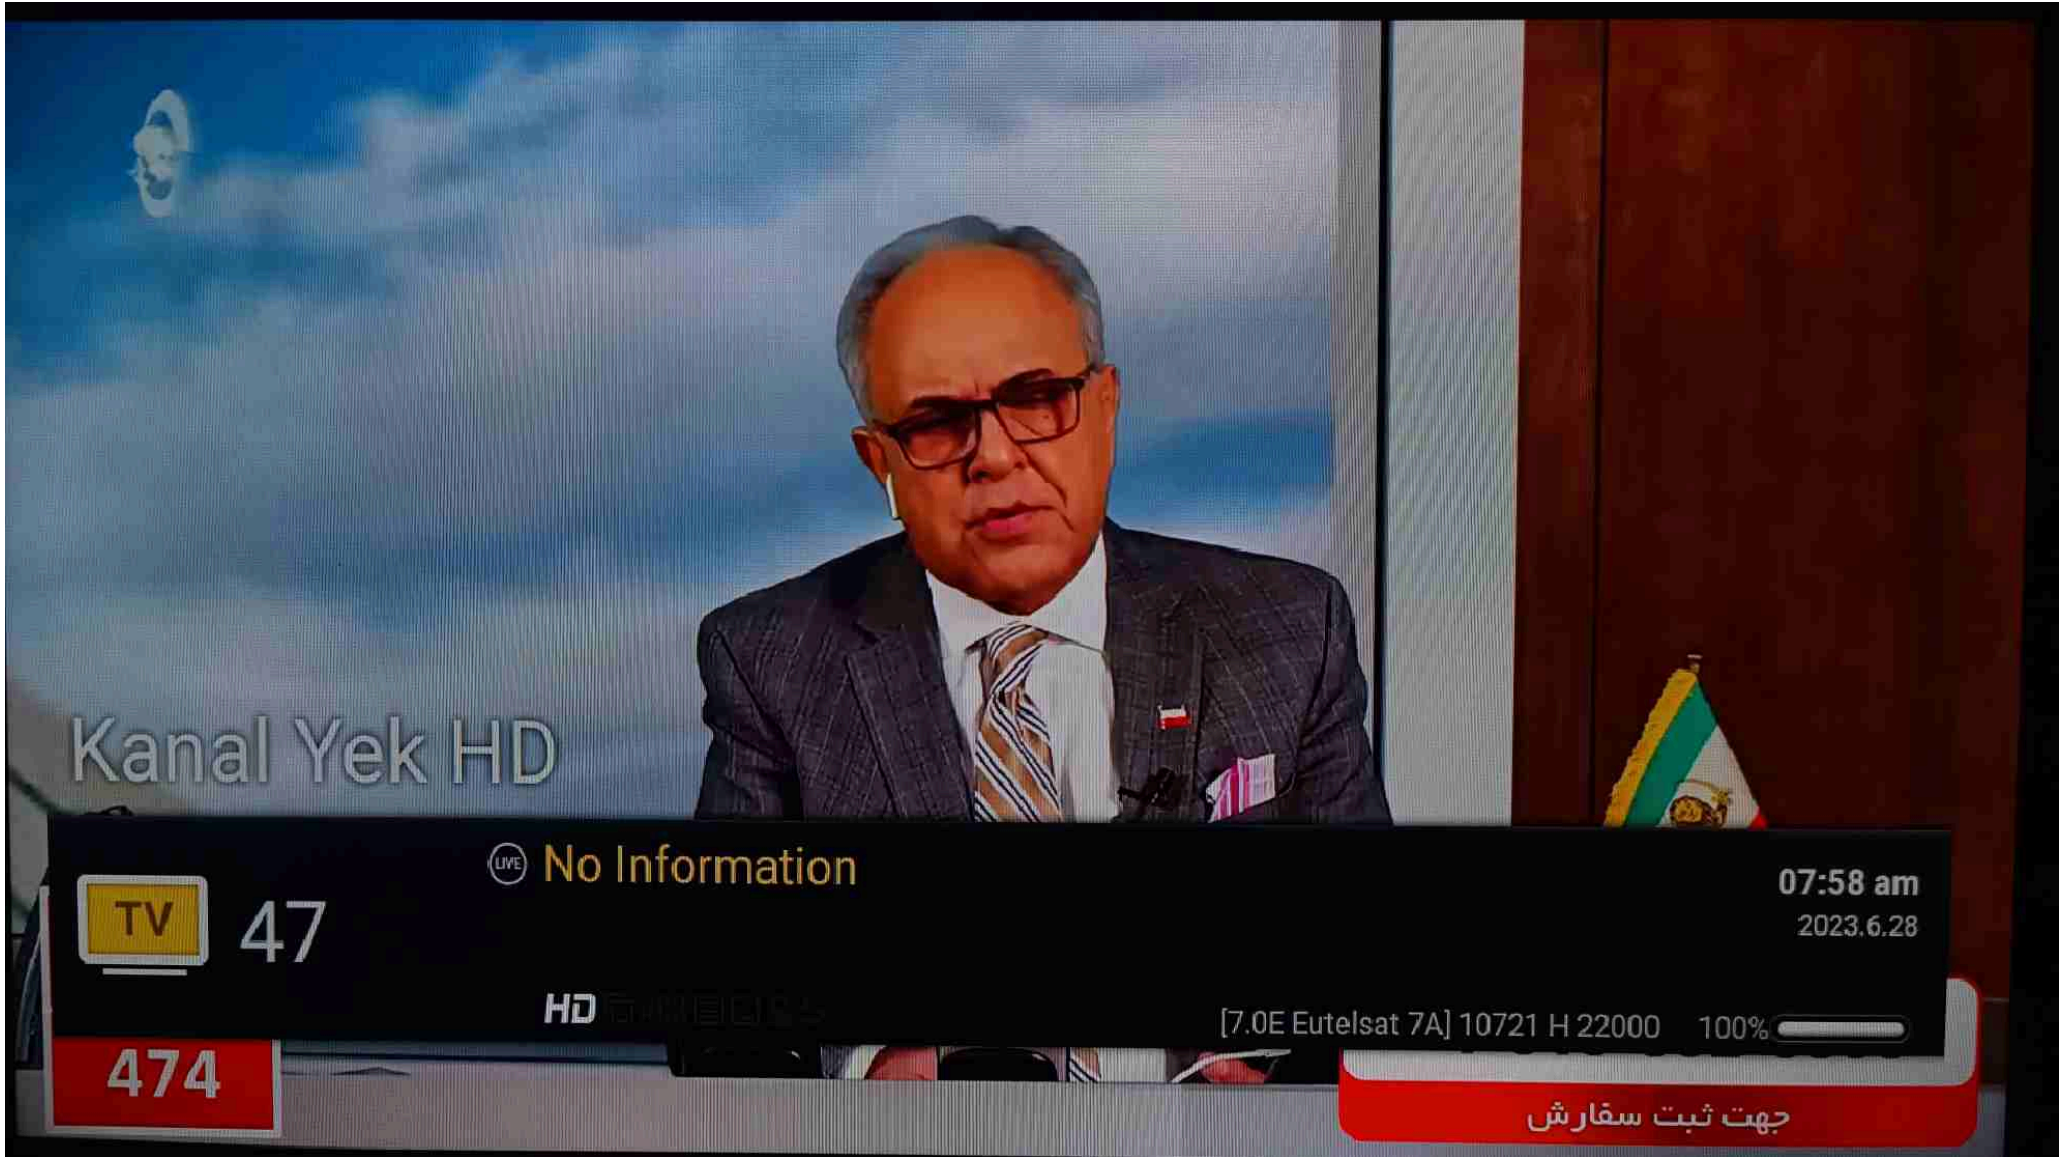 Kanal Yek HD
LIVE No Information
TV 47
07:58 am
2023.6.28
HD
[7.0E Eutelsat 7A] 10721 H 22000 100%
474
جهت ثبت سفارش